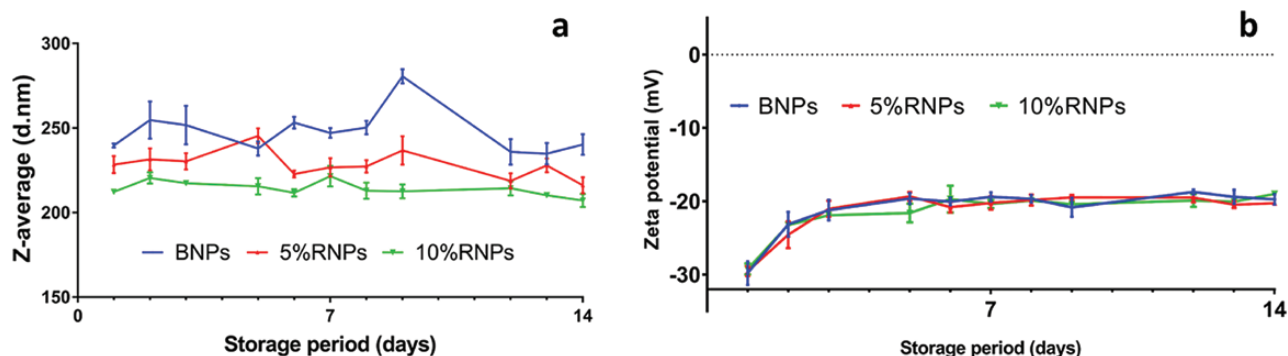 a
300
250
200
150
Z-average (d.nm)
BNPs 5%RNPs 10%RNPs
0 7 14
Storage period (days)
b
0
-10
-20
-30
Zeta potential (mV)
BNPs 5%RNPs 10%RNPs
7 14
Storage period (days)